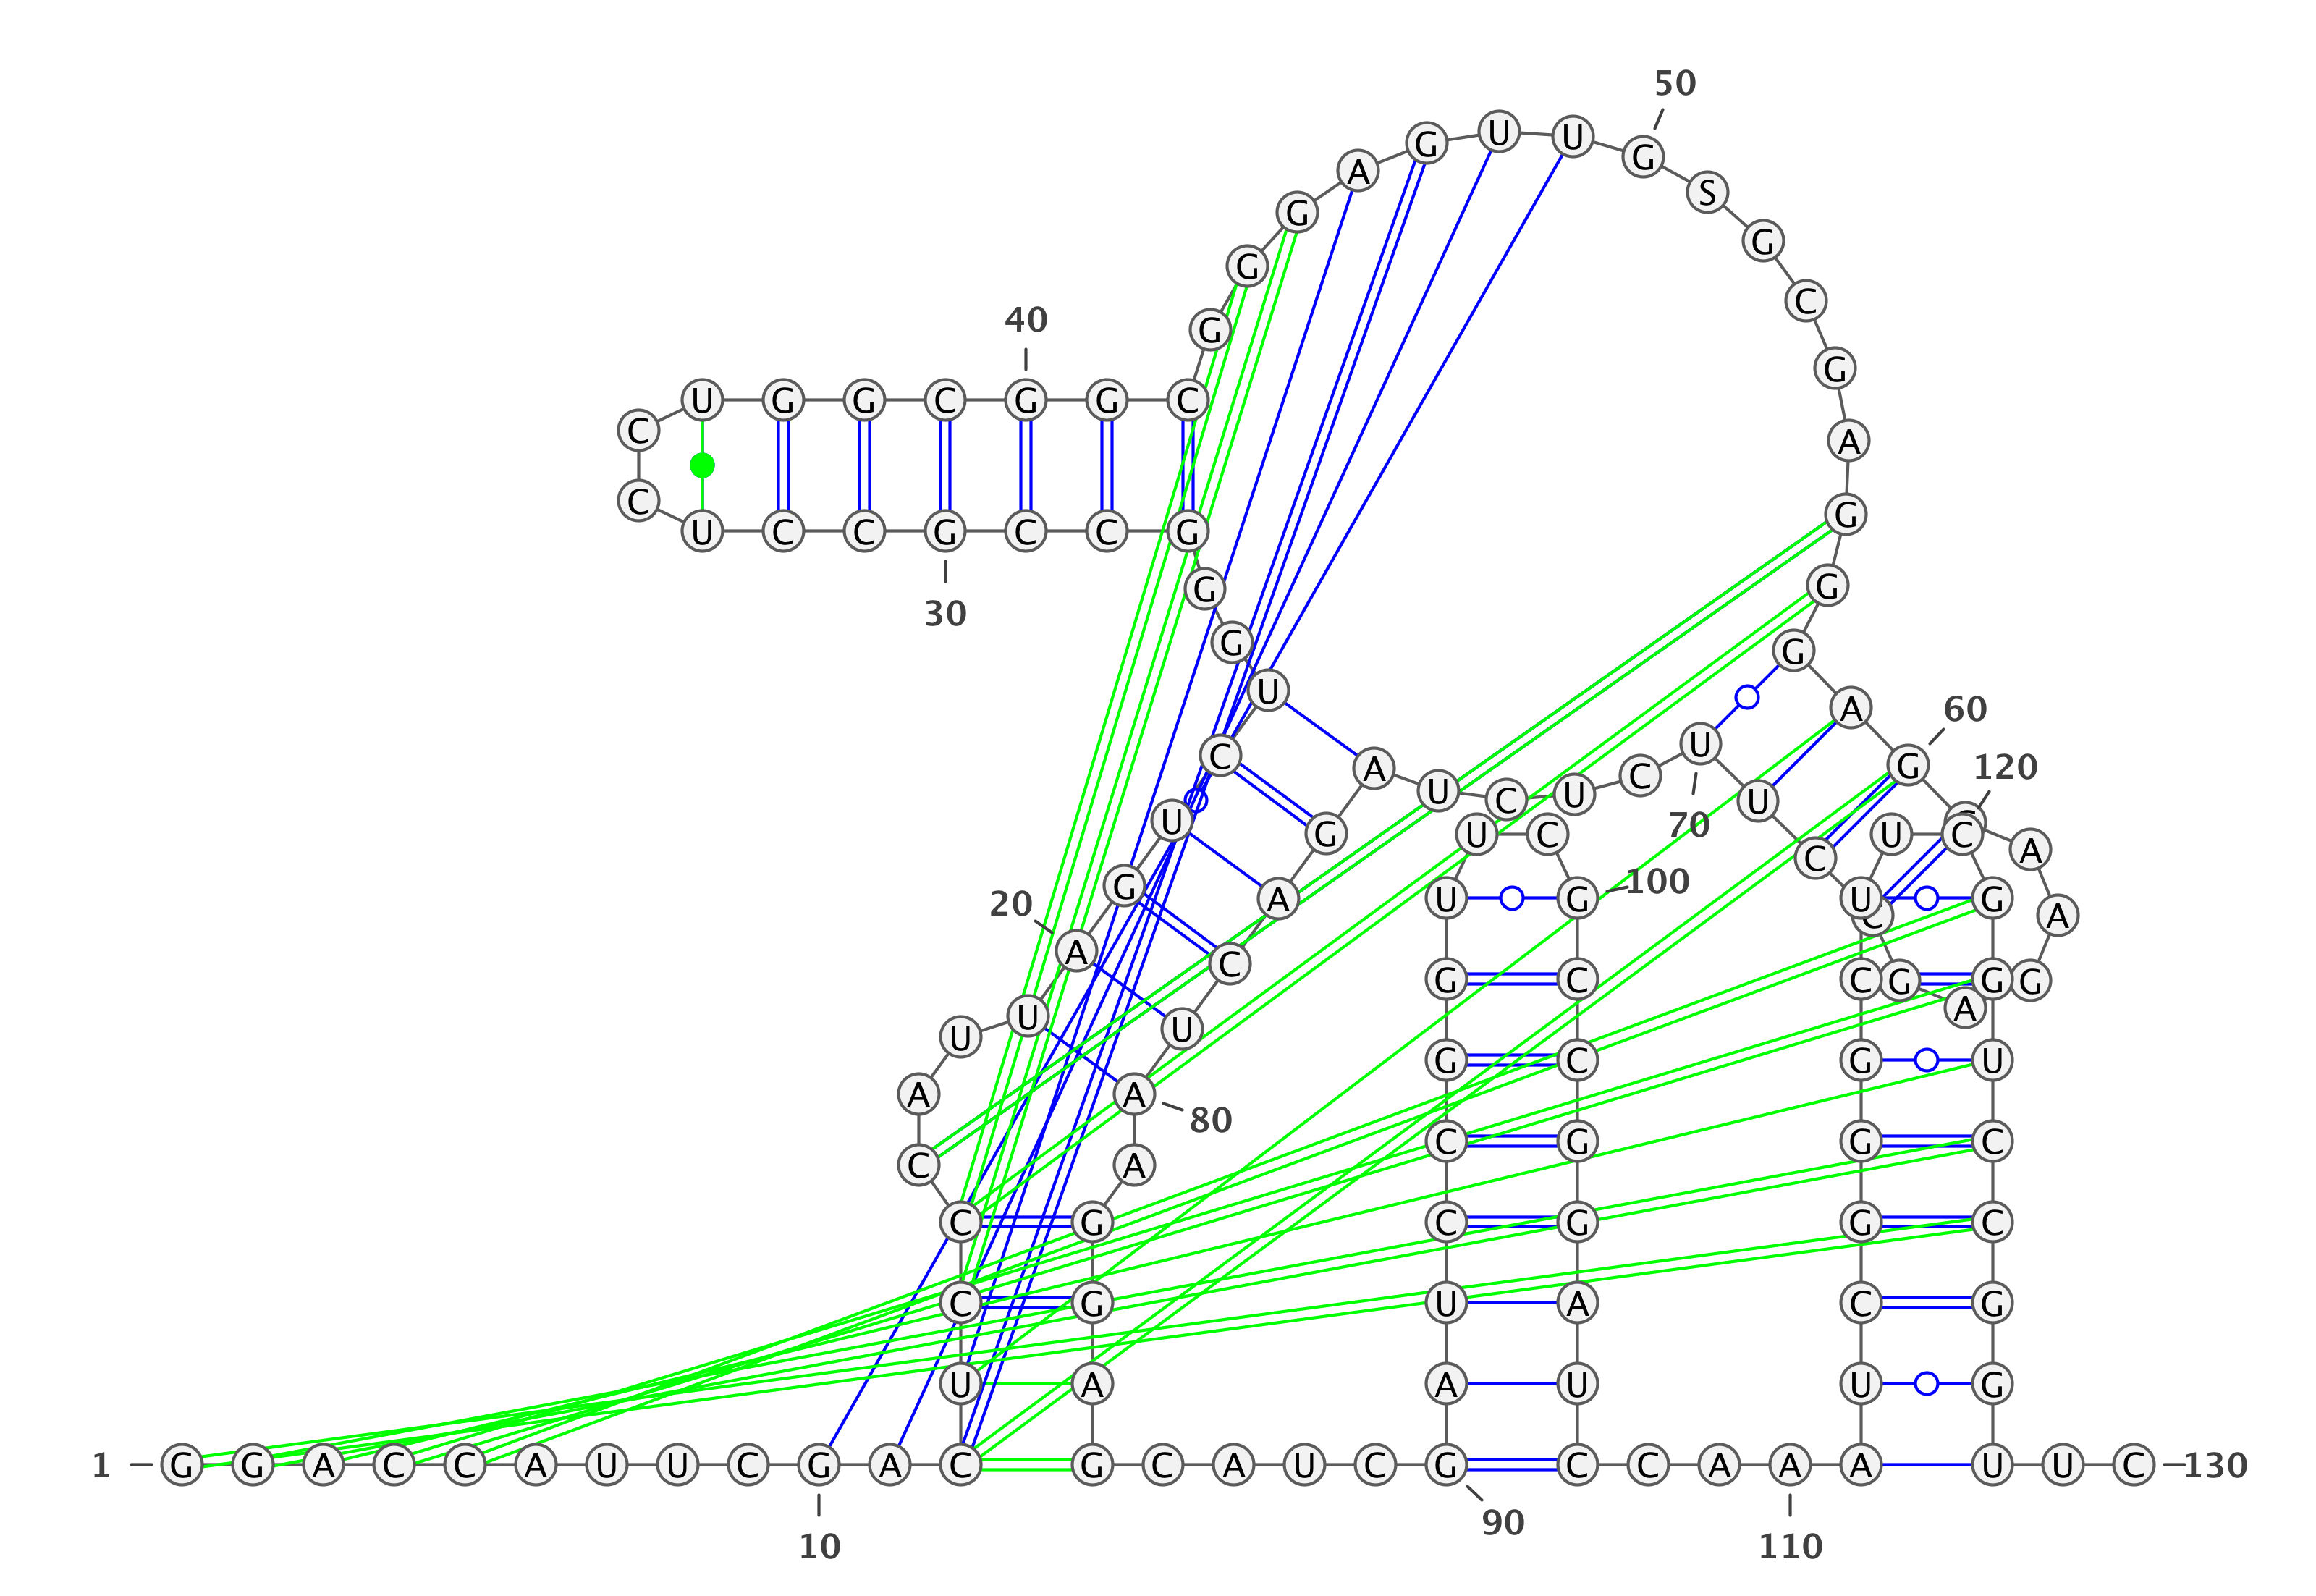 50
G U U G
A S
G G
G C
40
G
G
U G G C G G C
C A
C G
U C C G C C G
G G
30
G G
U A 60
U
C G A 120
U C U C U
U G U C C U C A
70
C
100
G A U G U G
20 C A
A C
G C C G G G
A
U U U
G C G U
A A
80
C A C G G C
C G C G G C
C G U A C G
U A A U U G
1 G G A C C A U U C G A C G C A U C G C C A A A U U C 130
90
10 110